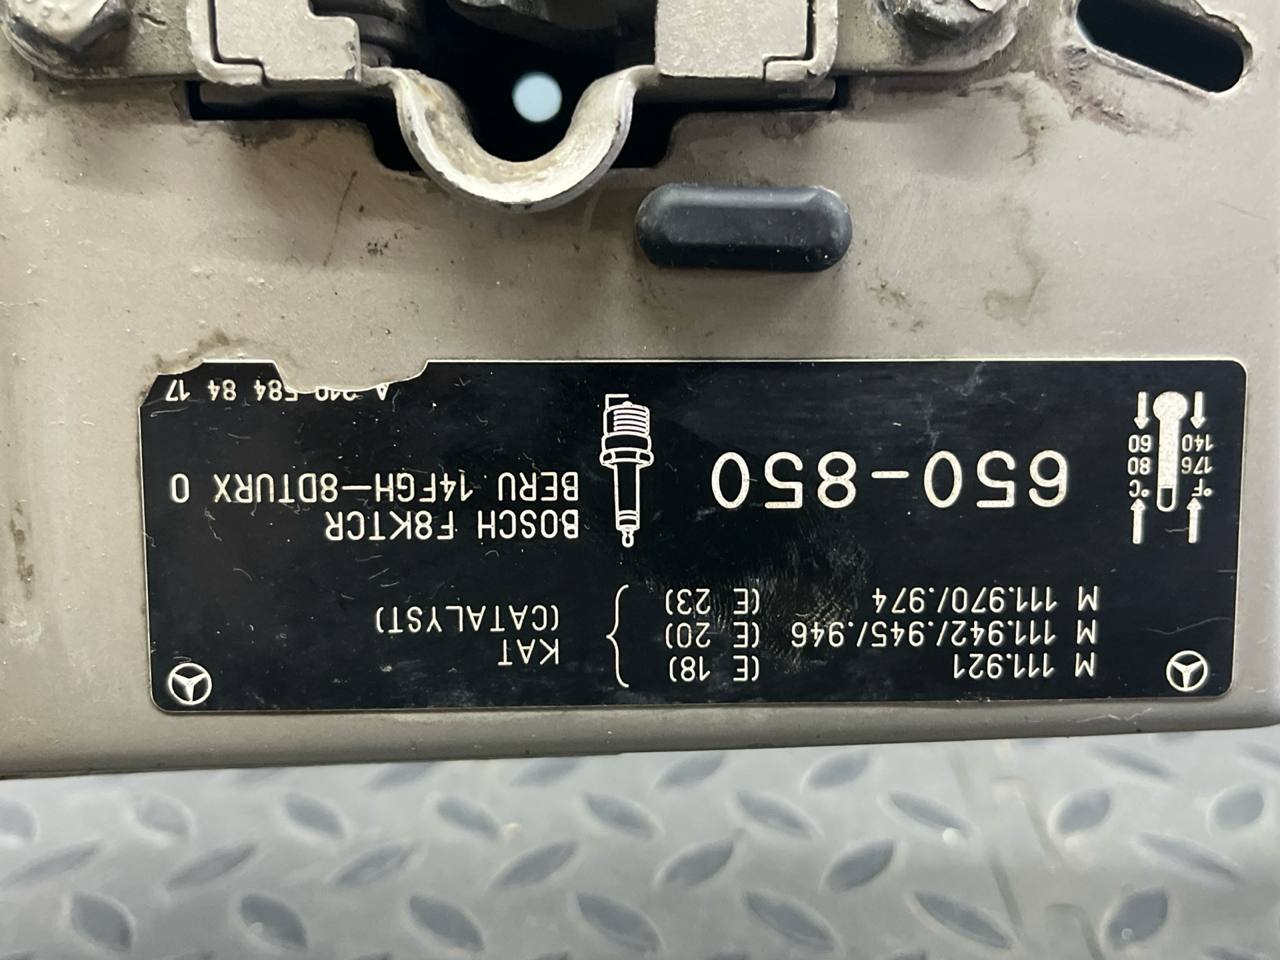 M 111.921 (E 18)
M 111.942/.945/.946 (E 20)
M 111.970/.974 (E 23)
KAT
(CATALYST)
°F °C
176 80
140 60
650-850
BOSCH F8KTCR
BERU 14FGH-8DTURX 0
A 210 584 84 17